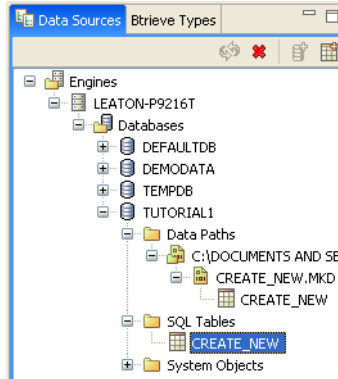 Data Sources Btrieve Types
Engines
LEATON-P9216T
Databases
DEFAULTDB
DEMODATA
TEMPDB
TUTORIAL1
Data Paths
C:\DOCUMENTS AND SE
CREATE_NEW.MKD
CREATE_NEW
SQL Tables
CREATE_NEW
System Objects